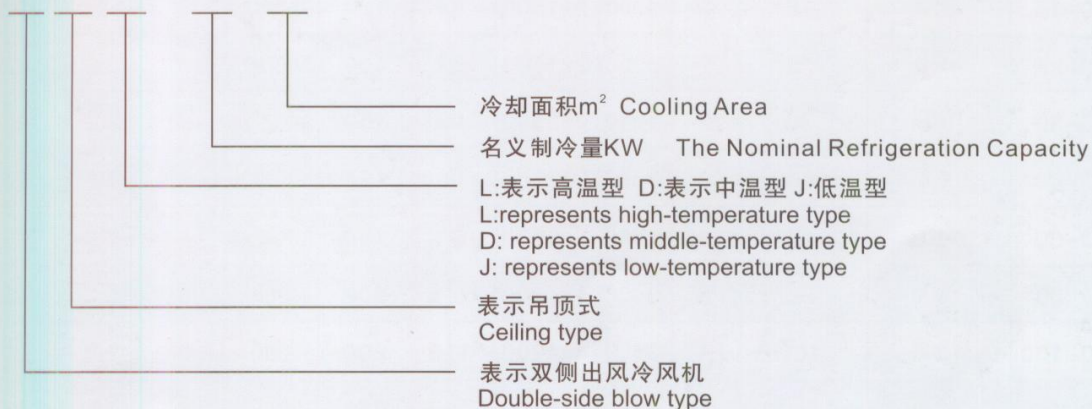 冷却面积m² Cooling Area
名义制冷量KW The Nominal Refrigeration Capacity
L:表示高温型 D:表示中温型 J:低温型
L:represents high-temperature type
D: represents middle-temperature type
J: represents low-temperature type
表示吊顶式
Ceiling type
表示双侧出风冷风机
Double-side blow type